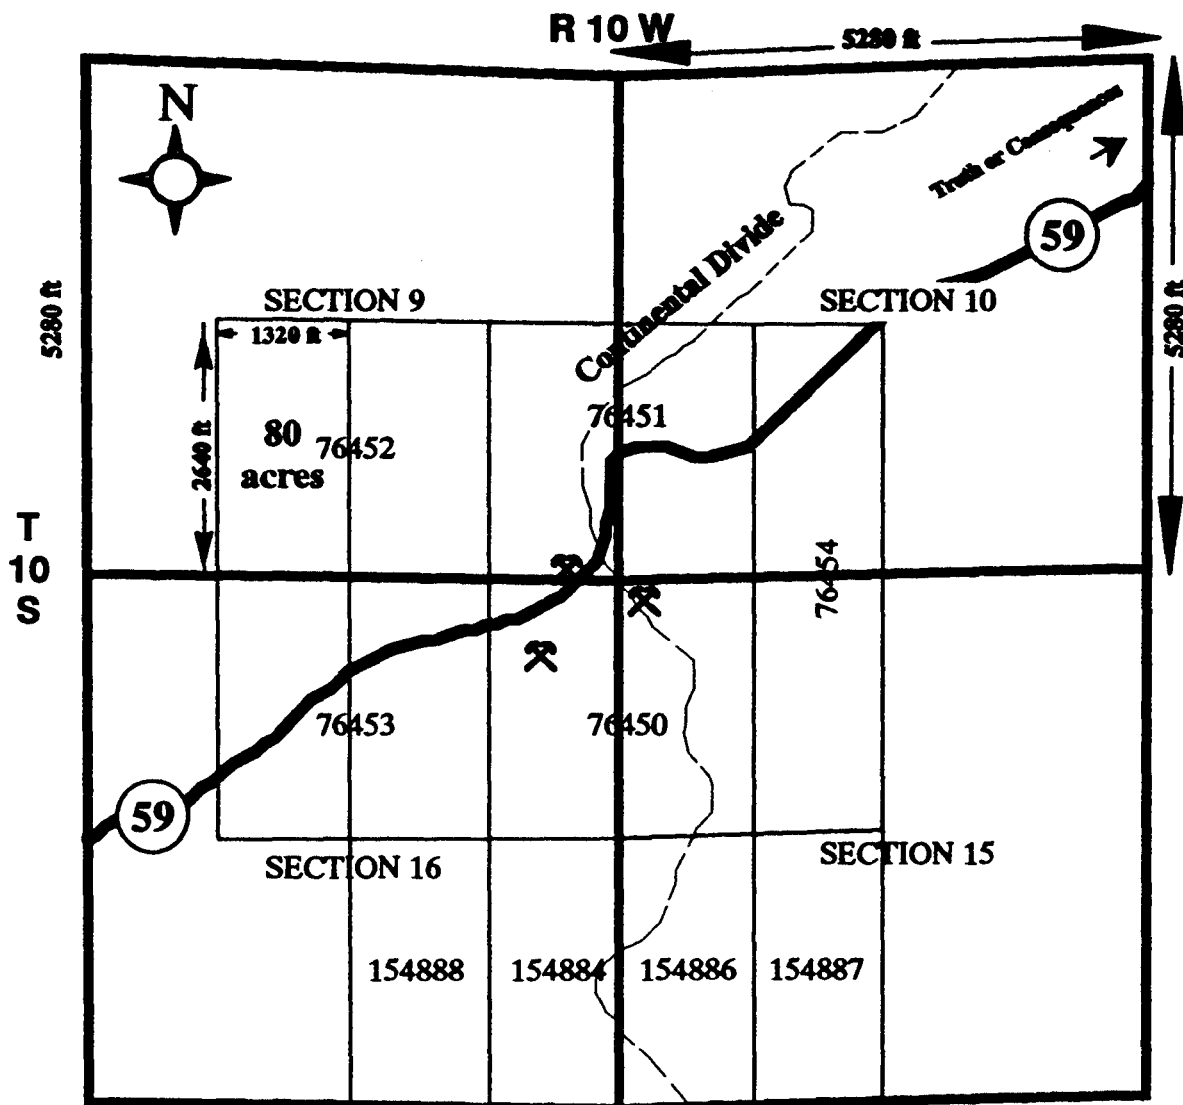 R 10 W
5280 ft
N
Truth or Consequences
59
Continental Divide
5280 ft
5280 ft
SECTION 9
SECTION 10
1320 ft
2640 ft
80
acres
76452
76451
T
10
S
76454
76453
76450
59
SECTION 16
SECTION 15
154888
154884
154886
154887